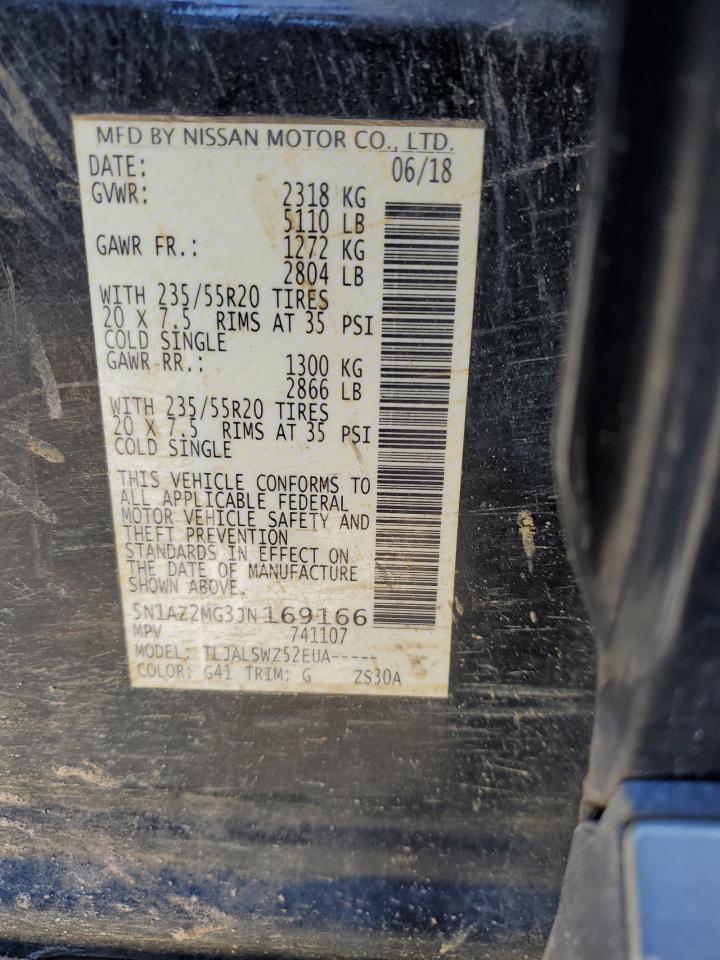 MFD BY NISSAN MOTOR CO., LTD.
DATE: 06/18
GVWR: 2318 KG
5110 LB
GAWR FR.: 1272 KG
2804 LB
WITH 235/55R20 TIRES
20 X 7.5 RIMS AT 35 PSI
COLD SINGLE
GAWR RR.: 1300 KG
2866 LB
WITH 235/55R20 TIRES
20 X 7.5 RIMS AT 35 PSI
COLD SINGLE
THIS VEHICLE CONFORMS TO
ALL APPLICABLE FEDERAL
MOTOR VEHICLE SAFETY AND
THEFT PREVENTION
STANDARDS IN EFFECT ON
THE DATE OF MANUFACTURE
SHOWN ABOVE.
5N1AZ2MG3JN169166
MPV 741107
MODEL: TLJALSWZ52EUA-----
COLOR: G41 TRIM: G ZS30A